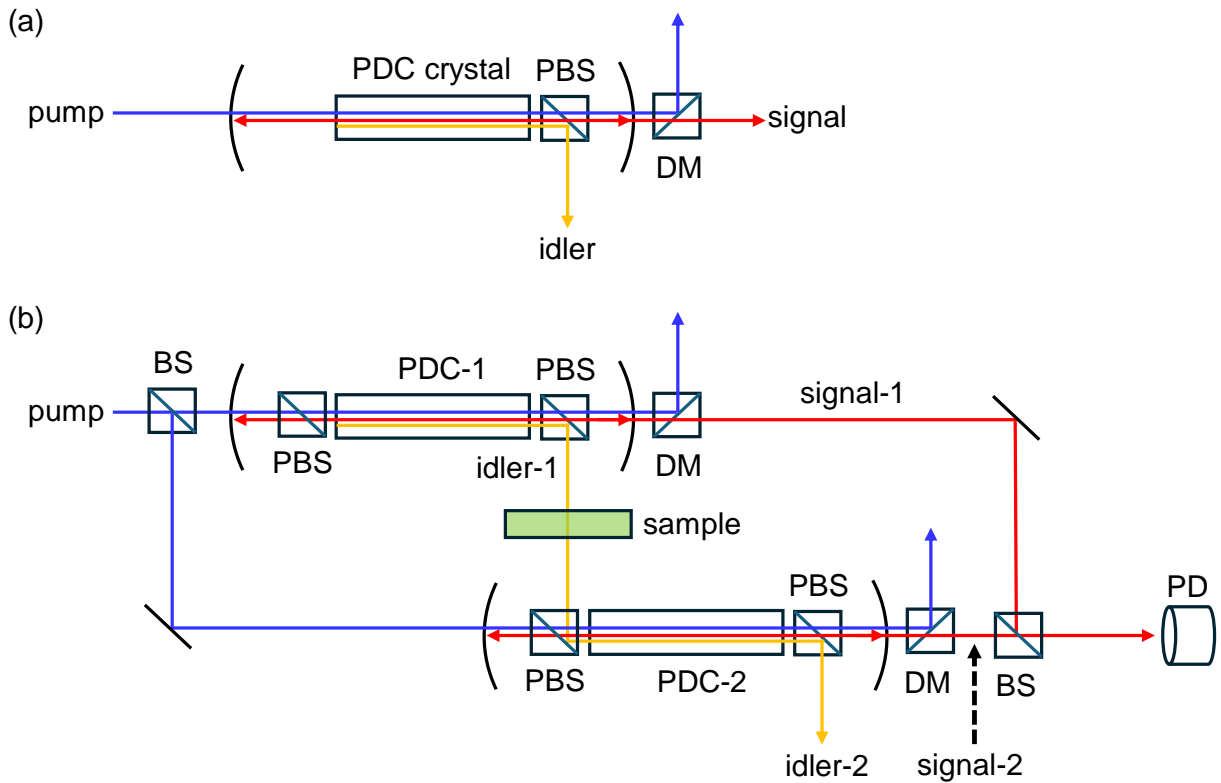 (a)
PDC crystal
PBS
pump
signal
DM
idler
(b)
BS
PDC-1
PBS
pump
signal-1
PBS
idler-1
DM
sample
PBS
PD
PBS
PDC-2
DM
BS
idler-2
signal-2